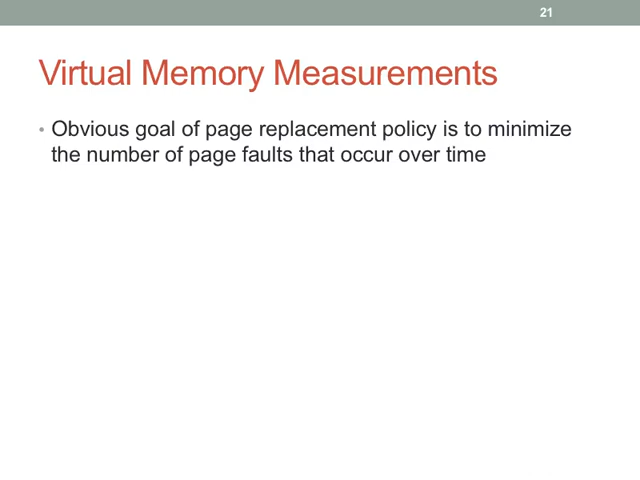 21
Virtual Memory Measurements
• Obvious goal of page replacement policy is to minimize
the number of page faults that occur over time